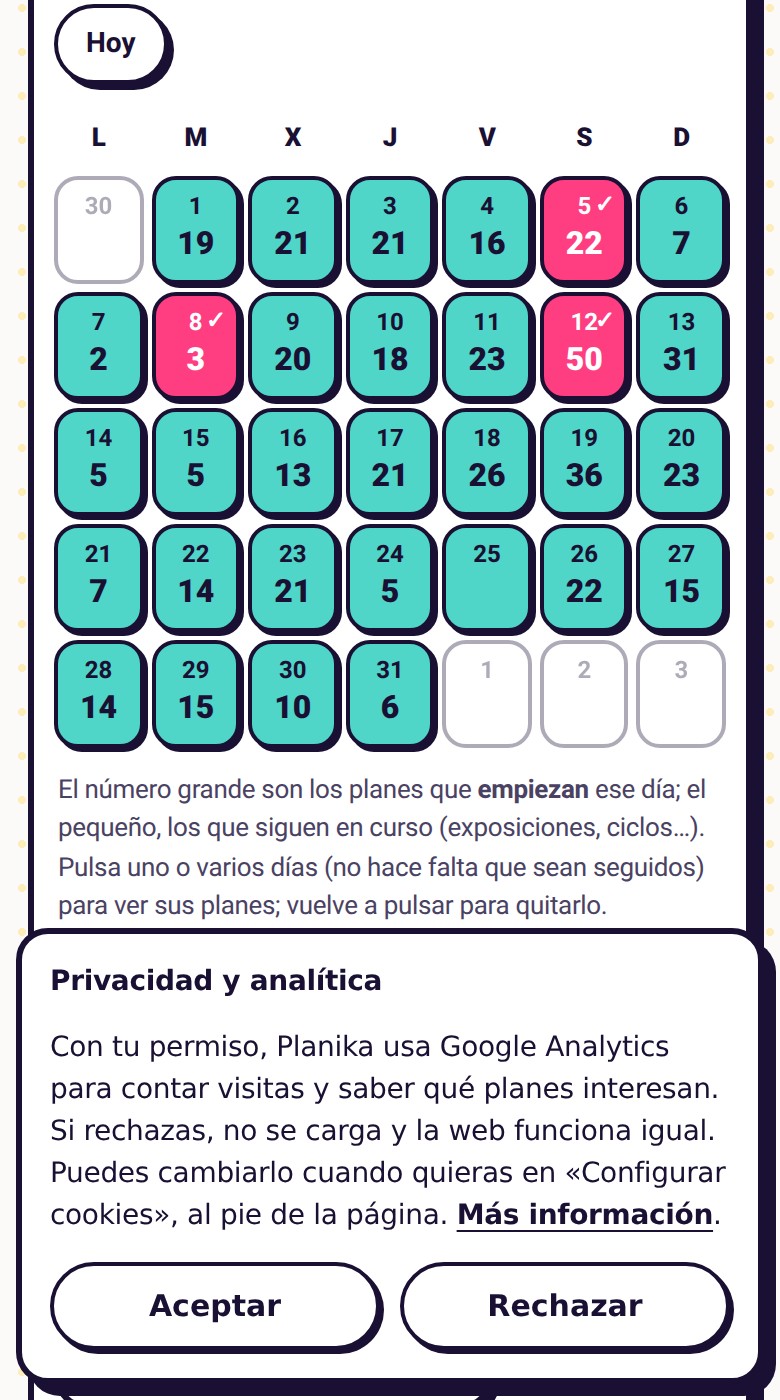 Hoy
L M X J V S D
30 1 2 3 4 5 ✓ 6
19 21 21 16 22 7
7 8 ✓ 9 10 11 12✓ 13
2 3 20 18 23 50 31
14 15 16 17 18 19 20
5 5 13 21 26 36 23
21 22 23 24 25 26 27
7 14 21 5 22 15
28 29 30 31 1 2 3
14 15 10 6
El número grande son los planes que empiezan ese día; el
pequeño, los que siguen en curso (exposiciones, ciclos…).
Pulsa uno o varios días (no hace falta que sean seguidos)
para ver sus planes; vuelve a pulsar para quitarlo.
Privacidad y analítica
Con tu permiso, Planika usa Google Analytics
para contar visitas y saber qué planes interesan.
Si rechazas, no se carga y la web funciona igual.
Puedes cambiarlo cuando quieras en «Configurar
cookies», al pie de la página. Más información.
Aceptar Rechazar